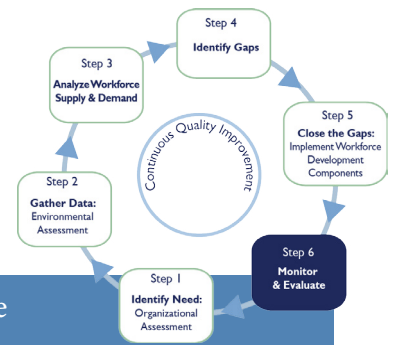 Step 4
Identify Gaps
Step 3
Analyze Workforce
Supply & Demand
Step 5
Close the Gaps:
Implement Workforce
Development
Components
Continuous Quality Improvement
Step 2
Gather Data:
Environmental
Assessment
Step 6
Monitor
& Evaluate
Step 1
Identify Need:
Organizational
Assessment
e